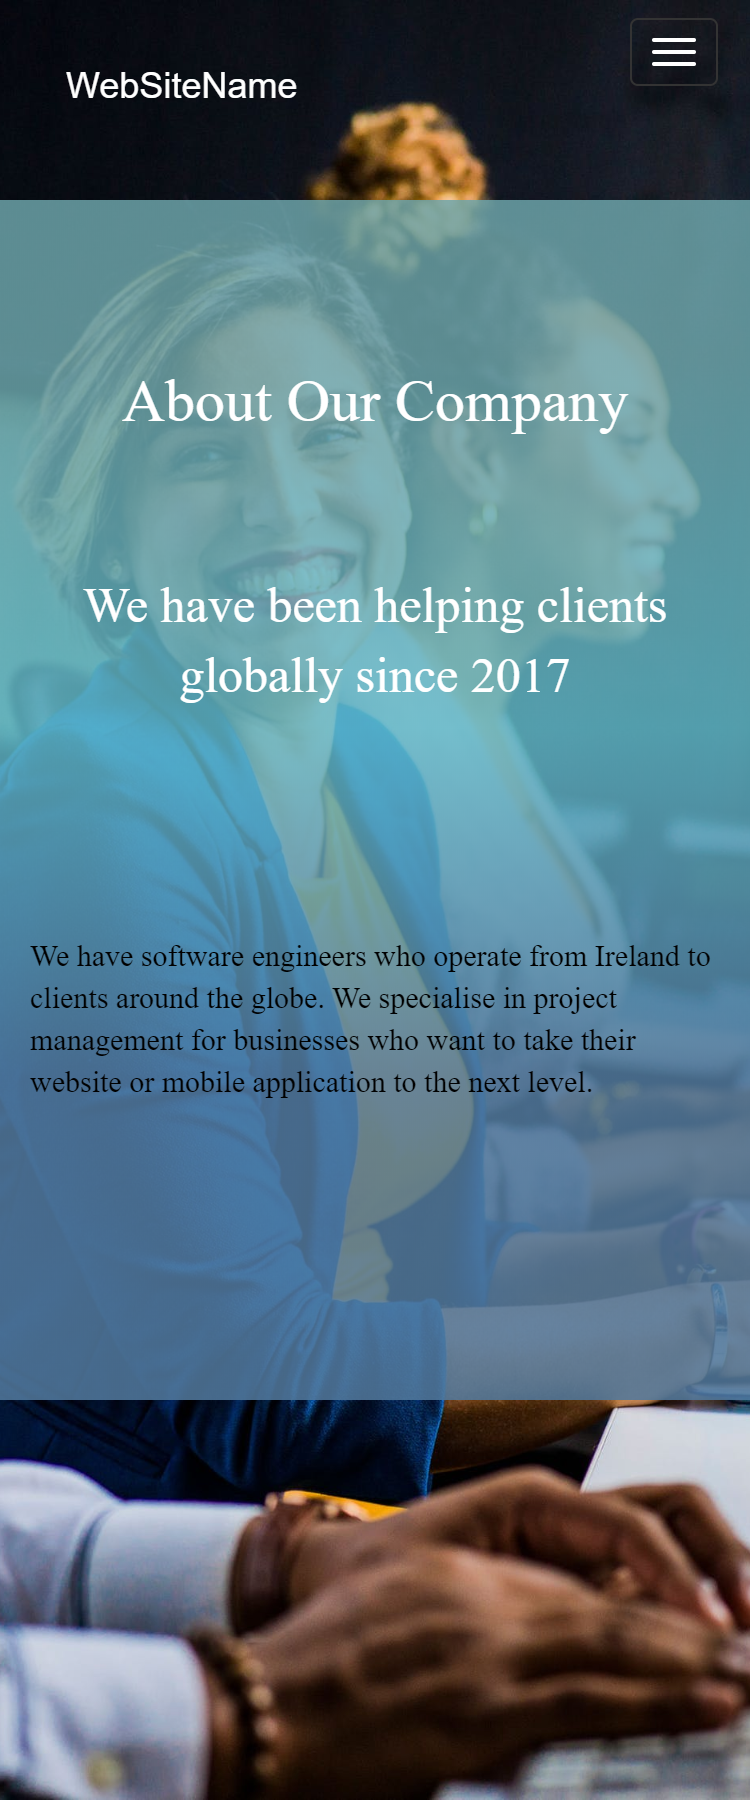 WebSiteName
About Our Company
We have been helping clients
globally since 2017
We have software engineers who operate from Ireland to
clients around the globe. We specialise in project
management for businesses who want to take their
website or mobile application to the next level.